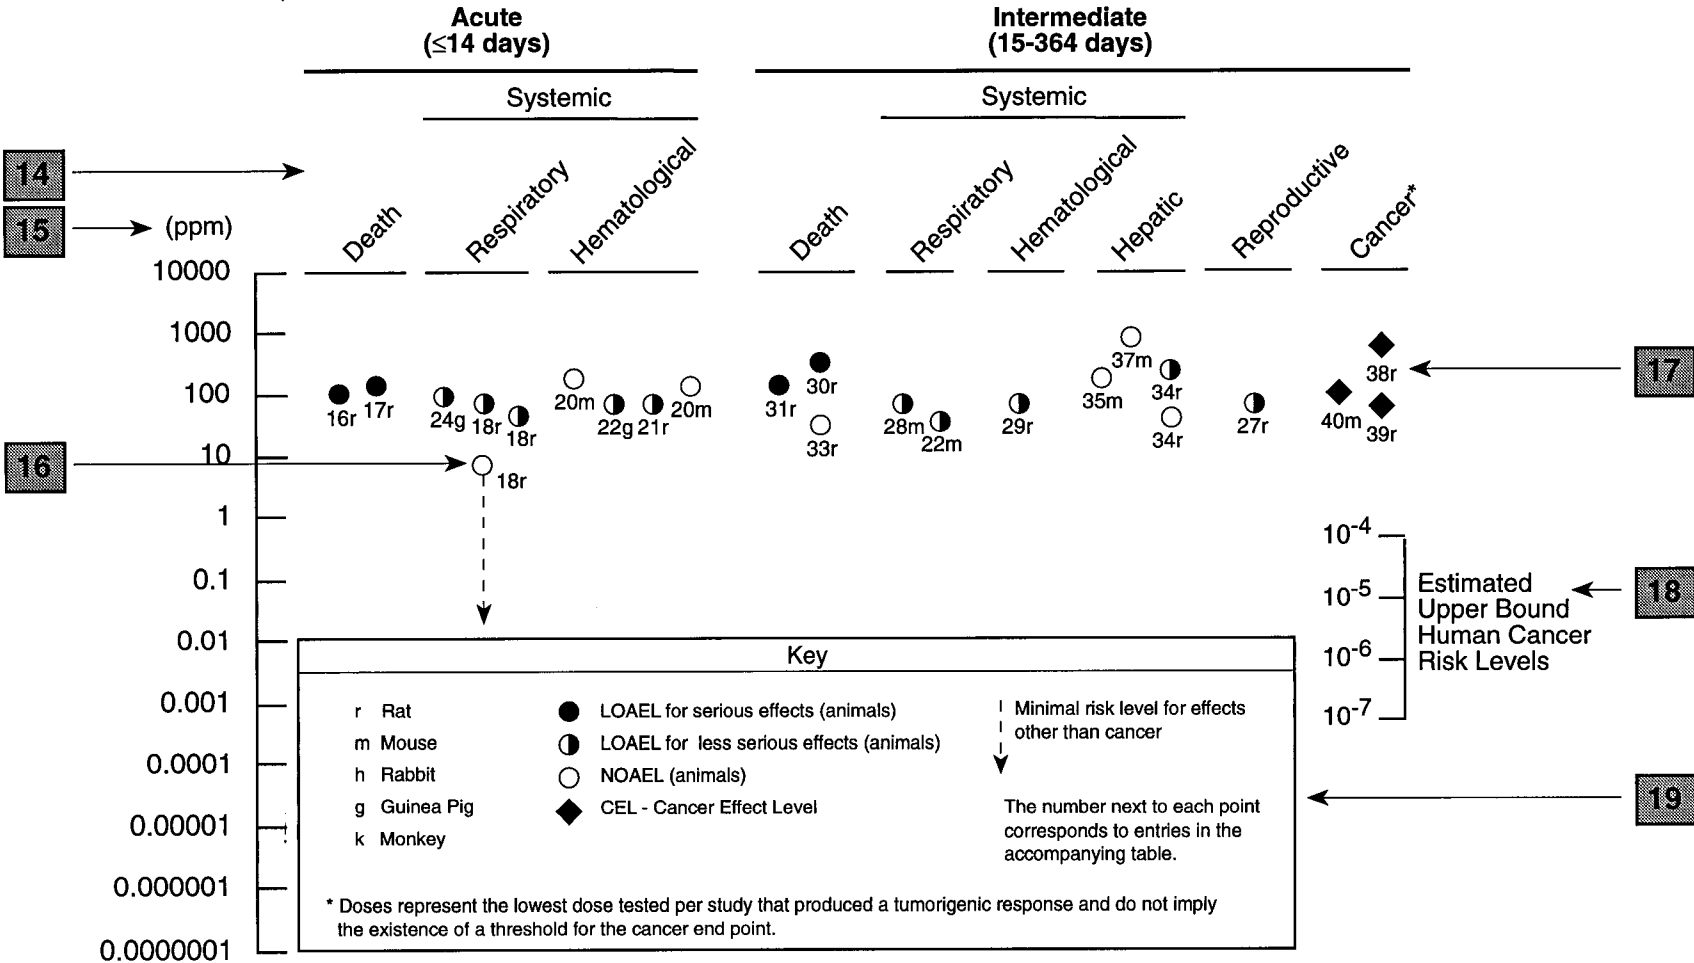 Acute
(≤14 days)
Intermediate
(15-364 days)
Systemic
Systemic
14
15
(ppm)
Death
Respiratory
Hematological
Death
Respiratory
Hematological
Hepatic
Reproductive
Cancer*
10000
1000
100
10
1
0.1
0.01
0.001
0.0001
0.00001
0.000001
0.0000001
16r
17r
24g
18r
18r
18r
20m
22g
21r
20m
31r
30r
33r
28m
22m
29r
35m
37m
34r
34r
27r
40m
38r
39r
16
17
10-4
10-5
10-6
10-7
Estimated
Upper Bound
Human Cancer
Risk Levels
18
19
Key
r Rat
m Mouse
h Rabbit
g Guinea Pig
k Monkey
LOAEL for serious effects (animals)
LOAEL for less serious effects (animals)
NOAEL (animals)
CEL - Cancer Effect Level
Minimal risk level for effects
other than cancer
The number next to each point
corresponds to entries in the
accompanying table.
* Doses represent the lowest dose tested per study that produced a tumorigenic response and do not imply
the existence of a threshold for the cancer end point.